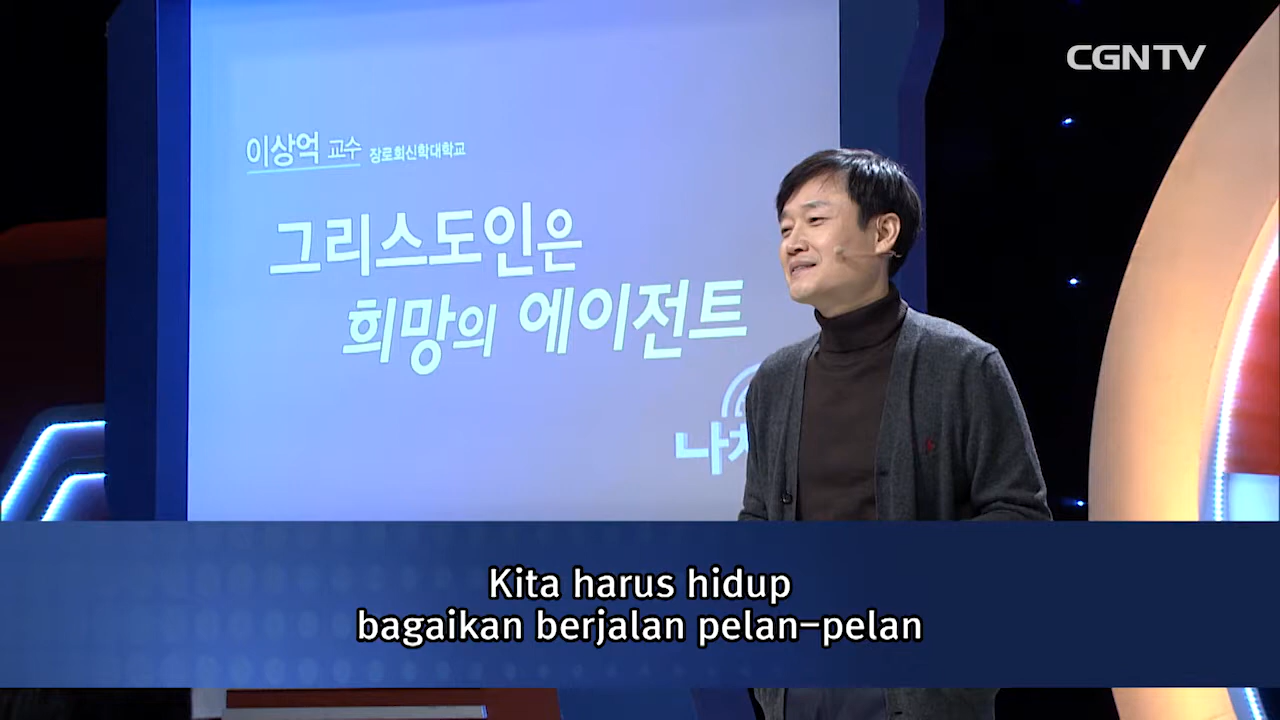 CGNTV
이상억 교수 장로회신학대학교
그리스도인은
희망의 에이전트
Kita harus hidup
bagaikan berjalan pelan-pelan